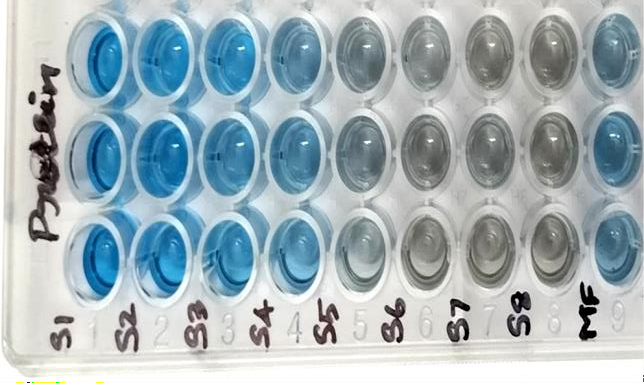 Protein
S1 S2 S3 S4 S5 S6 S7 S8 MF
1 2 3 4 5 6 7 8 9